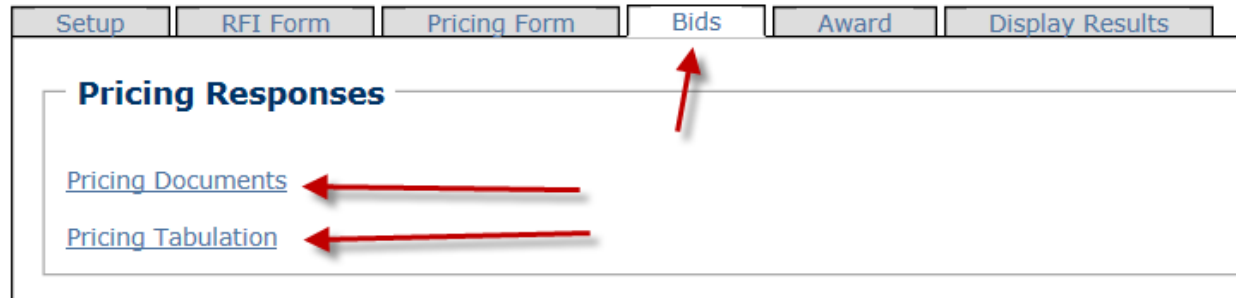 Setup RFI Form Pricing Form Bids Award Display Results
Pricing Responses
Pricing Documents
Pricing Tabulation